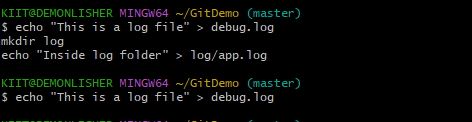 KIIT@DEMONLISHER MINGW64 ~/GitDemo (master)
$ echo "This is a log file" > debug.log
mkdir log
echo "Inside log folder" > log/app.log
KIIT@DEMONLISHER MINGW64 ~/GitDemo (master)
$ echo "This is a log file" > debug.log